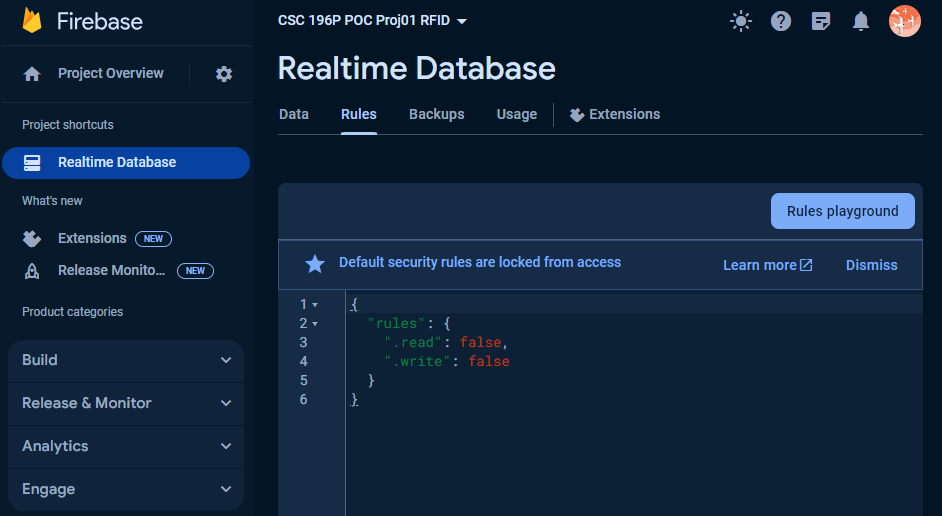 Firebase
CSC 196P POC Proj01 RFID
Project Overview
Realtime Database
Data Rules Backups Usage Extensions
Project shortcuts
Realtime Database
What's new
Extensions NEW
Release Monito... NEW
Product categories
Build
Release & Monitor
Analytics
Engage
Rules playground
Default security rules are locked from access Learn more Dismiss
1 {
2 "rules": {
3 ".read": false,
4 ".write": false
5 }
6 }